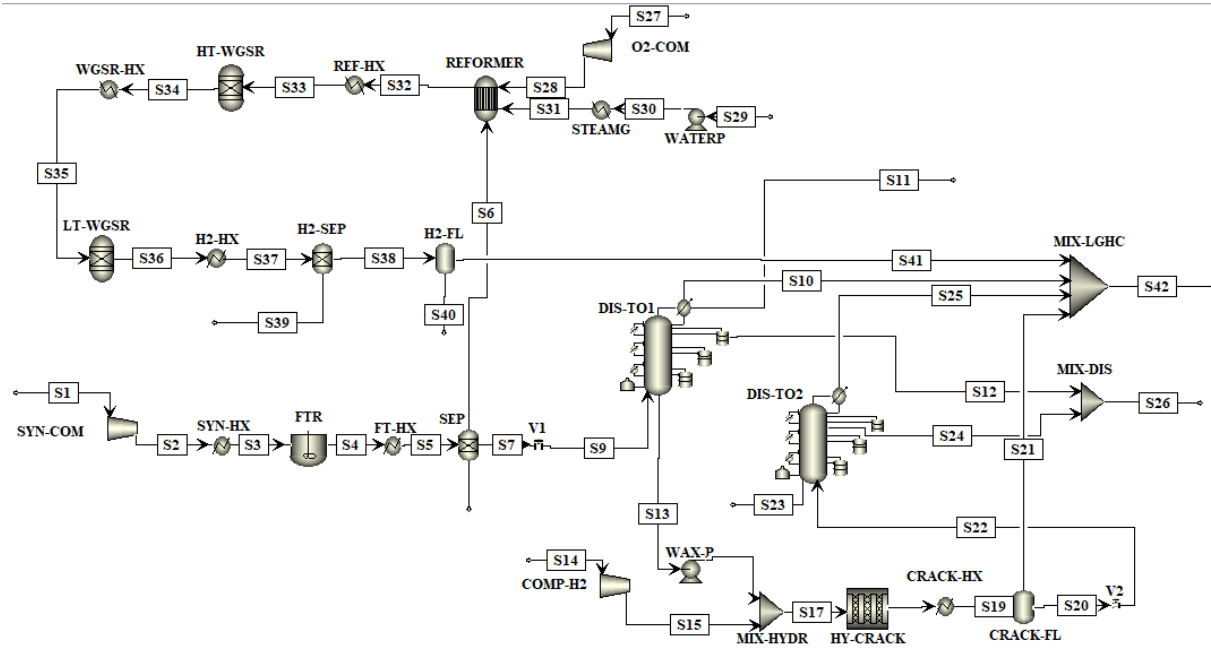 S27
HT-WGSR
O2-COM
WGSR-HX
REF-HX
REFORMER
S34
S33
S32
S28
S31
S30
S29
STEAMG
WATERP
S35
S11
S6
LT-WGSR
H2-HX
H2-SEP
H2-FL
MIX-LGHC
S36
S37
S38
S41
S10
S42
S25
S39
S40
DIS-TO1
MIX-DIS
S1
S12
DIS-TO2
S26
SYN-COM
SYN-HX
FTR
FT-HX
SEP
V1
S24
S2
S3
S4
S5
S7
S9
S21
S23
S13
S22
S14
WAX-P
COMP-H2
CRACK-HX
V2
S15
S17
S19
S20
MIX-HYDR
HY-CRACK
CRACK-FL